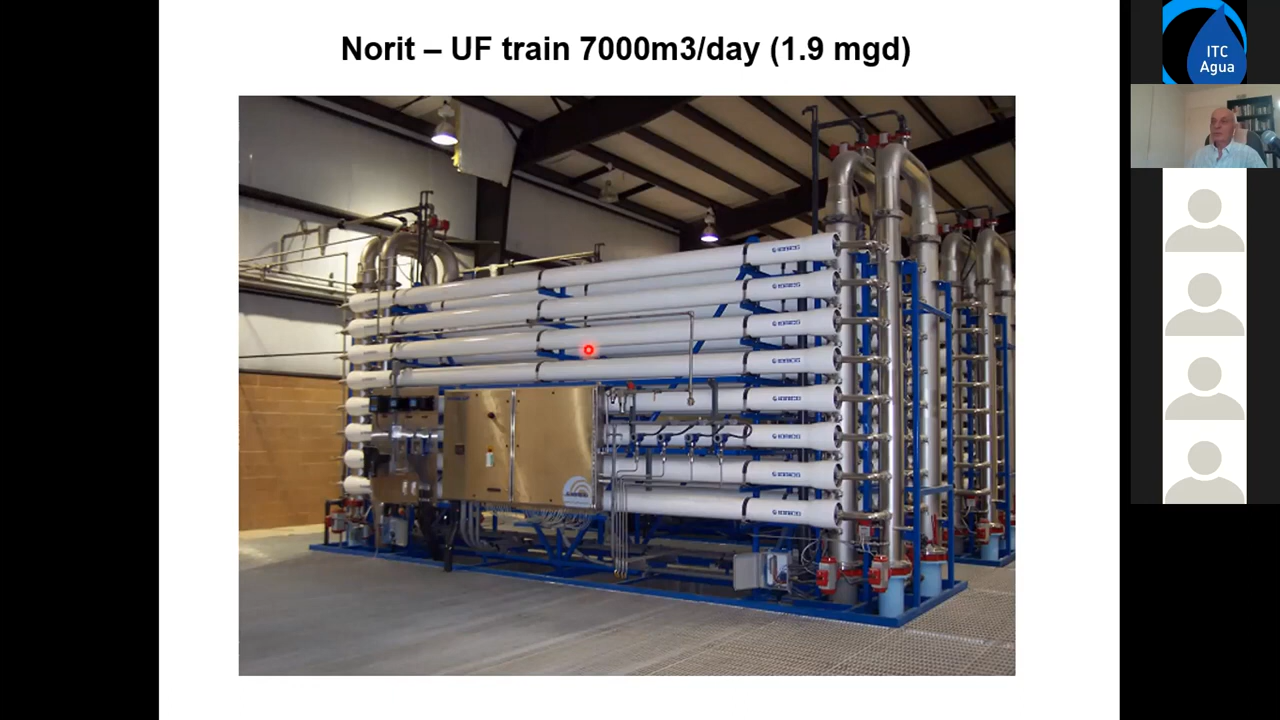 Norit – UF train 7000m3/day (1.9 mgd)
ITC
Agua